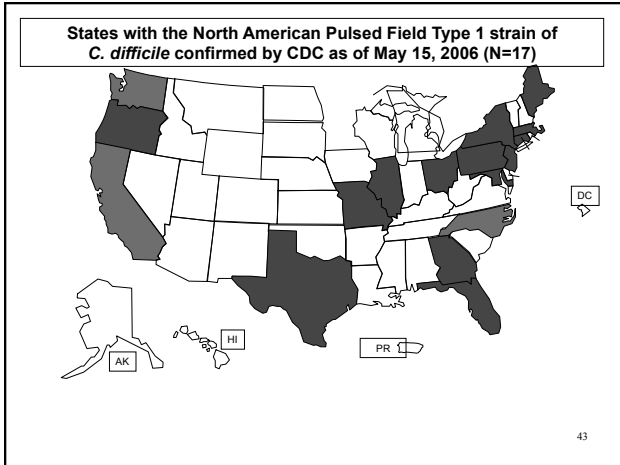 States with the North American Pulsed Field Type 1 strain of
C. difficile confirmed by CDC as of May 15, 2006 (N=17)
DC
HI
PR
AK
43